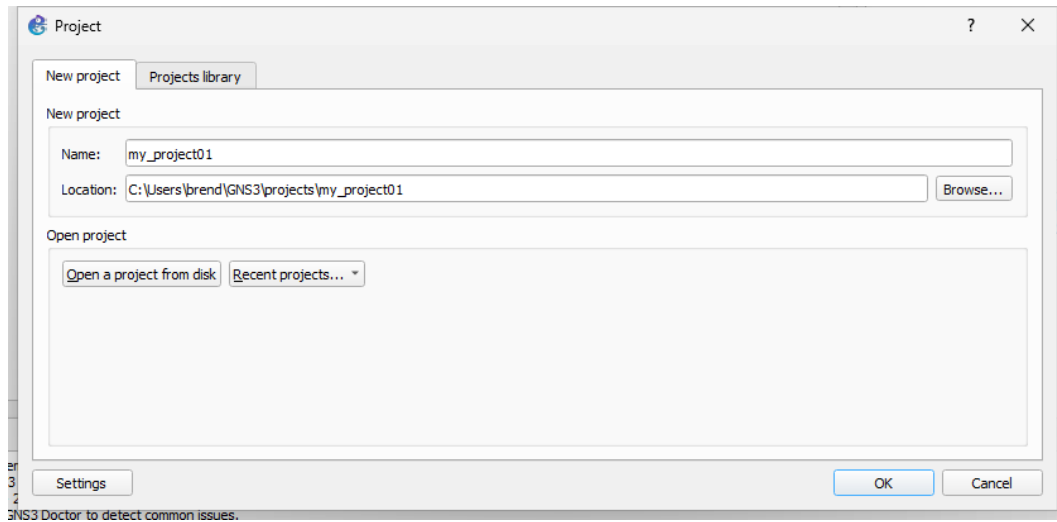 Project
New project Projects library
New project
Name: my_project01
Location: C:\Users\brend\GNS3\projects\my_project01 Browse...
Open project
Open a project from disk Recent projects...
Settings OK Cancel
GNS3 Doctor to detect common issues.